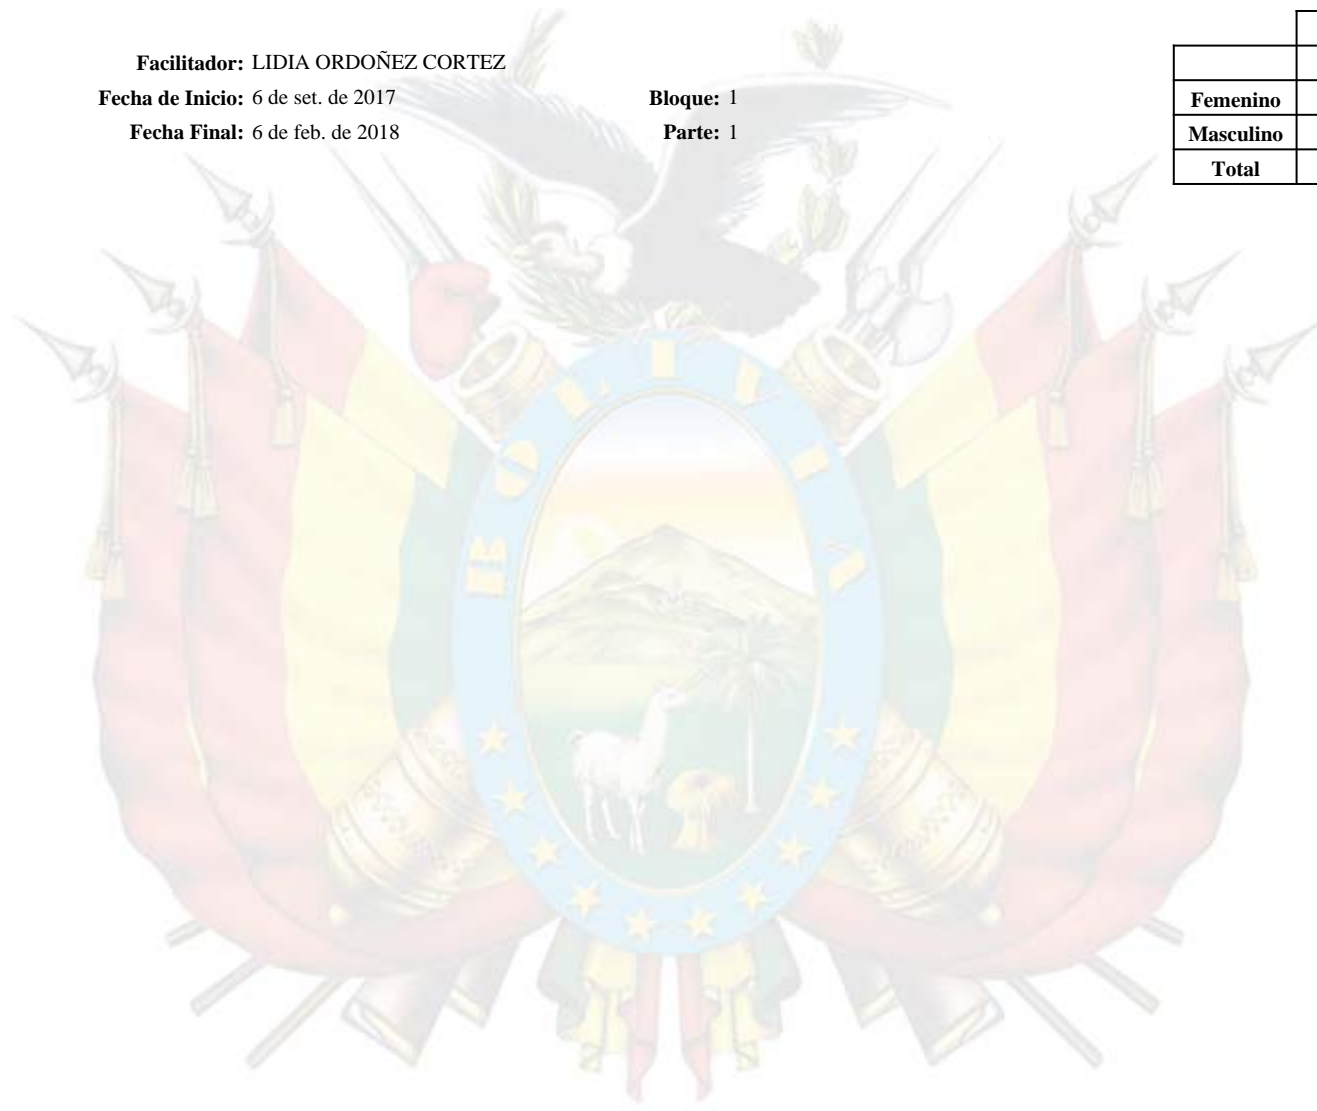 Facilitador: LIDIA ORDOÑEZ CORTEZ
Fecha de Inicio: 6 de set. de 2017
Bloque: 1
Fecha Final: 6 de feb. de 2018
Parte: 1
Femenino
Masculino
Total
BOLIVIA